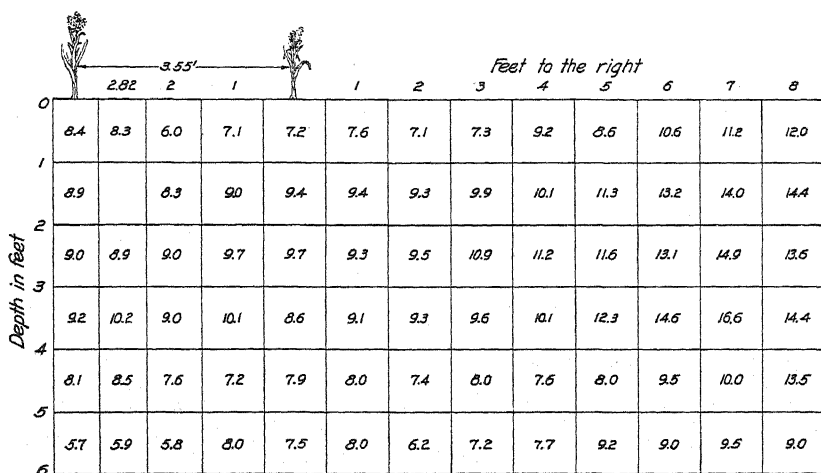 3.55'
Feet to the right
2.82 2 1 1 2 3 4 5 6 7 8
0
8.4 8.3 6.0 7.1 7.2 7.6 7.1 7.3 9.2 8.6 10.6 11.2 12.0
1
8.9 8.3 9.0 9.4 9.4 9.3 9.9 10.1 11.3 13.2 14.0 14.4
2
9.0 8.9 9.0 9.7 9.7 9.3 9.5 10.9 11.2 11.6 13.1 14.9 13.6
3
9.2 10.2 9.0 10.1 8.6 9.1 9.3 9.6 10.1 12.3 14.6 16.6 14.4
4
8.1 8.5 7.6 7.2 7.9 8.0 7.4 8.0 7.6 8.0 9.5 10.0 13.5
5
5.7 5.9 5.8 8.0 7.5 8.0 6.2 7.2 7.7 9.2 9.0 9.5 9.0
6
Depth in feet